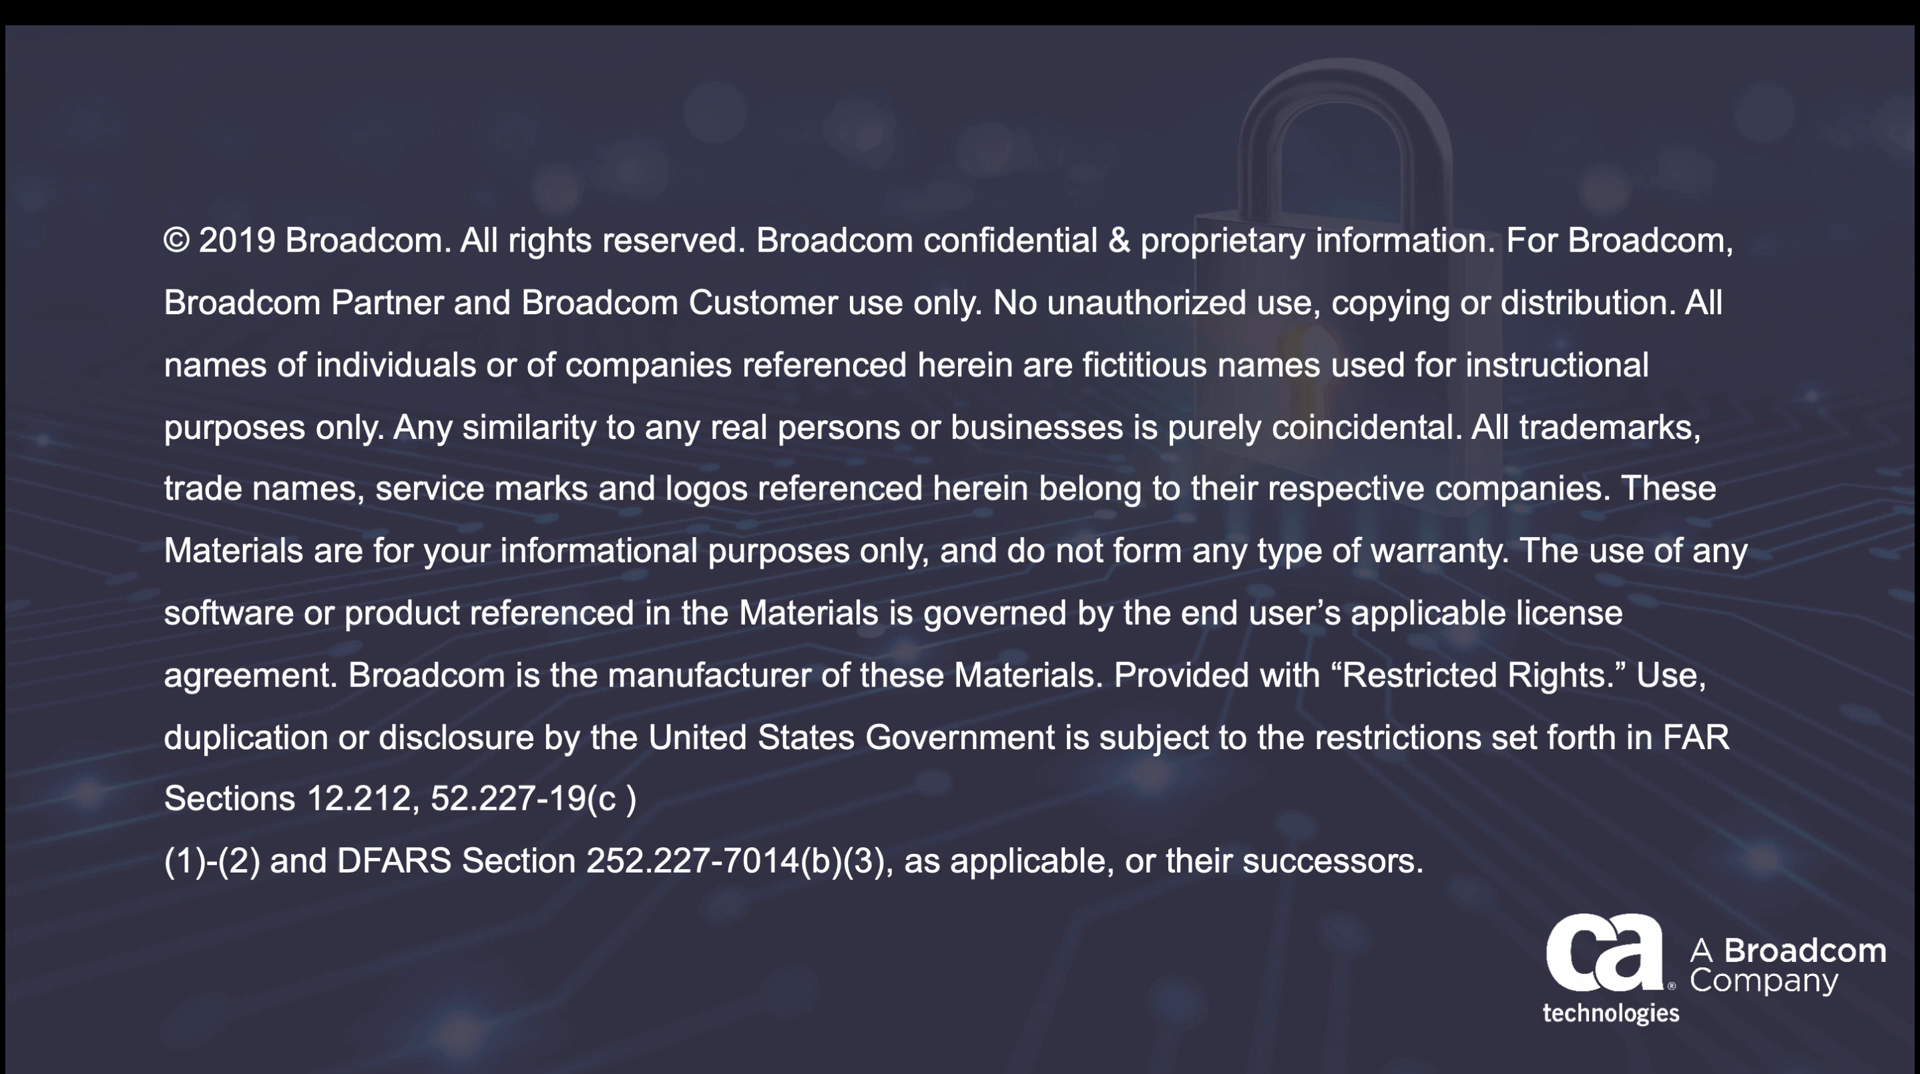 © 2019 Broadcom. All rights reserved. Broadcom confidential & proprietary information. For Broadcom,
Broadcom Partner and Broadcom Customer use only. No unauthorized use, copying or distribution. All
names of individuals or of companies referenced herein are fictitious names used for instructional
purposes only. Any similarity to any real persons or businesses is purely coincidental. All trademarks,
trade names, service marks and logos referenced herein belong to their respective companies. These
Materials are for your informational purposes only, and do not form any type of warranty. The use of any
software or product referenced in the Materials is governed by the end user’s applicable license
agreement. Broadcom is the manufacturer of these Materials. Provided with “Restricted Rights.” Use,
duplication or disclosure by the United States Government is subject to the restrictions set forth in FAR
Sections 12.212, 52.227-19(c )
(1)-(2) and DFARS Section 252.227-7014(b)(3), as applicable, or their successors.
ca®
technologies
A Broadcom
Company